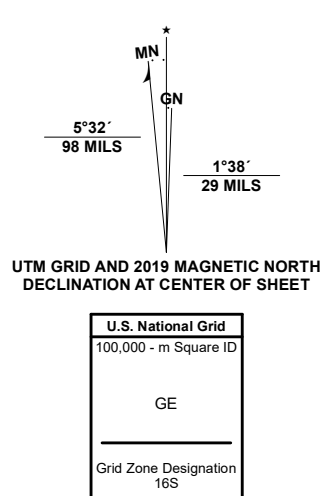 MN
GN
5°32´
98 MILS
1°38´
29 MILS
UTM GRID AND 2019 MAGNETIC NORTH
DECLINATION AT CENTER OF SHEET
U.S. National Grid
100,000 - m Square ID
GE
Grid Zone Designation
16S